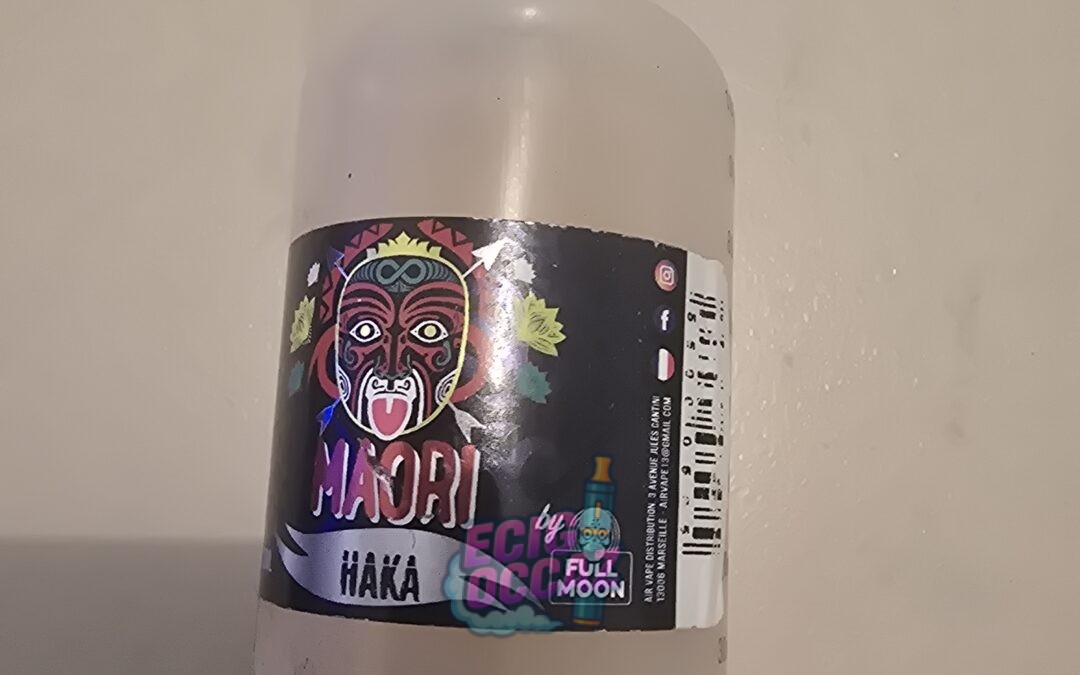 MAORI
HAKA
by
FULL
MOON
AIR VAPE DISTRIBUTION, 3 AVENUE JULES CANTINI
13006 MARSEILLE - AIRVAPE13@GMAIL.COM